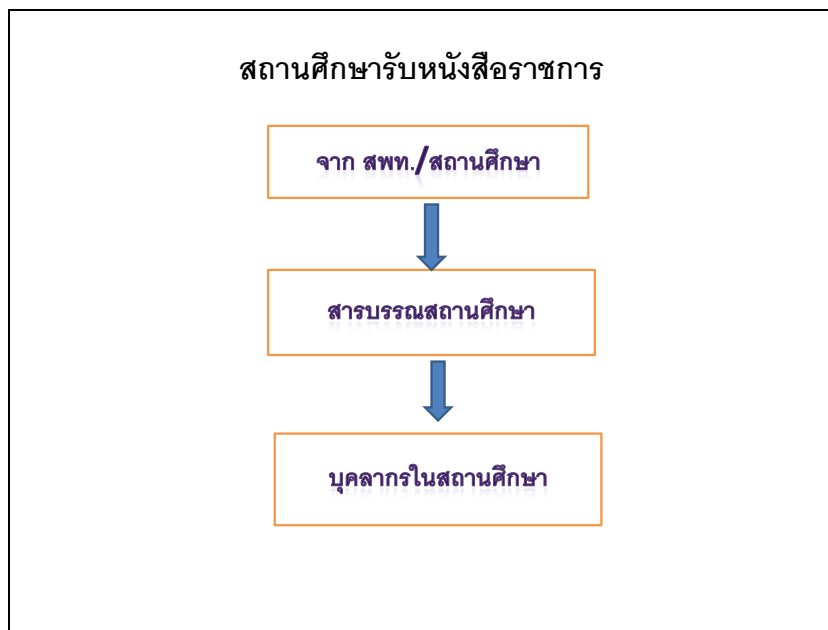 สถานศึกษารับหนังสือราชการ
จาก สพท./สถานศึกษา
สารบรรณสถานศึกษา
บุคลากรในสถานศึกษา